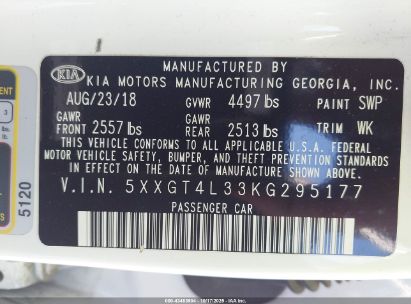 MANUFACTURED BY
KIA KIA MOTORS MANUFACTURING GEORGIA, INC.
AUG/23/18 GVWR 4497 lbs PAINT SWP
GAWR GAWR
FRONT 2557 lbs REAR 2513 lbs TRIM WK
THIS VEHICLE CONFORMS TO ALL APPLICABLE U.S.A. FEDERAL
MOTOR VEHICLE SAFETY, BUMPER, AND THEFT PREVENTION STANDARDS
IN EFFECT ON THE DATE OF MANUFACTURE SHOWN ABOVE.
V.I.N. 5XXGT4L33KG295177
PASSENGER CAR
5120
3